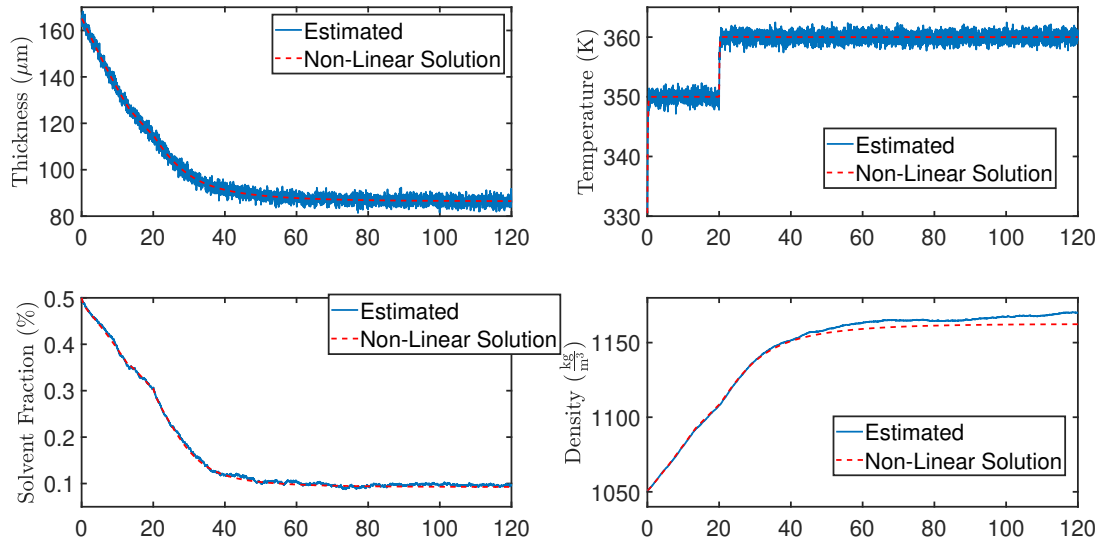 Thickness (μm)
160
140
120
100
80
0 20 40 60 80 100 120
Estimated
Non-Linear Solution
Temperature (K)
360
350
340
330
0 20 40 60 80 100 120
Estimated
Non-Linear Solution
Solvent Fraction (%)
0.5
0.4
0.3
0.2
0.1
0 20 40 60 80 100 120
Estimated
Non-Linear Solution
Density (kg/m³)
1150
1100
1050
0 20 40 60 80 100 120
Estimated
Non-Linear Solution